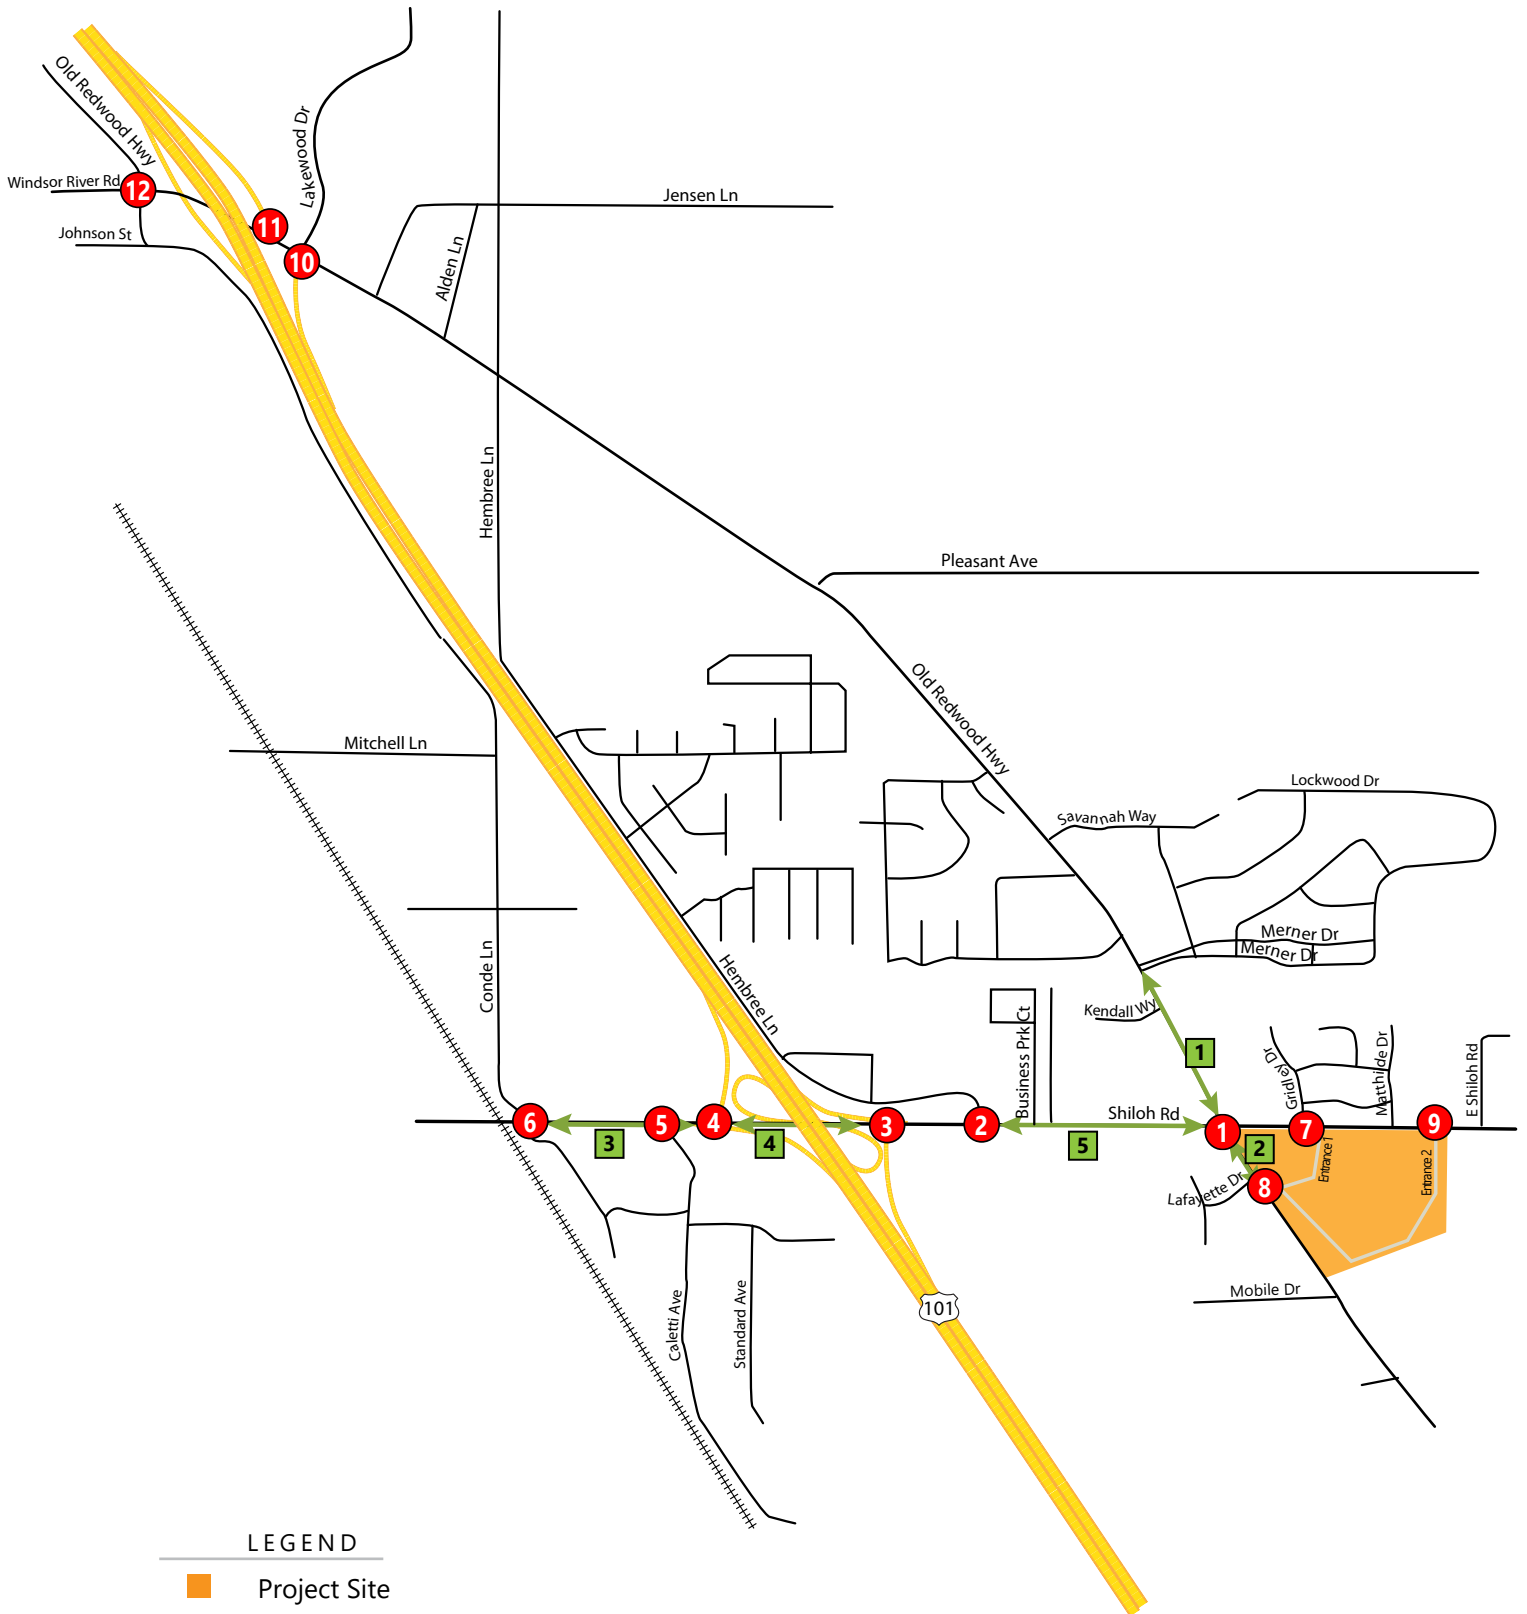 Old Redwood Hwy
Lakewood Dr
Windsor River Rd
12
Jensen Ln
Johnson St
11
10
Alden Ln
Hembree Ln
Pleasant Ave
Old Redwood Hwy
Mitchell Ln
Lockwood Dr
Savannah Way
Merner Dr
Merner Dr
Conde Ln
Hembree Ln
Kendall Wy
Business Prk Ct
1
Gridley Dr
Matthilde Dr
E Shiloh Rd
Shiloh Rd
6
5
4
3
2
1
7
9
3
4
5
2
Entrance 1
Entrance 2
8
Lafayette Dr
Mobile Dr
101
Caletti Ave
Standard Ave
LEGEND
Project Site